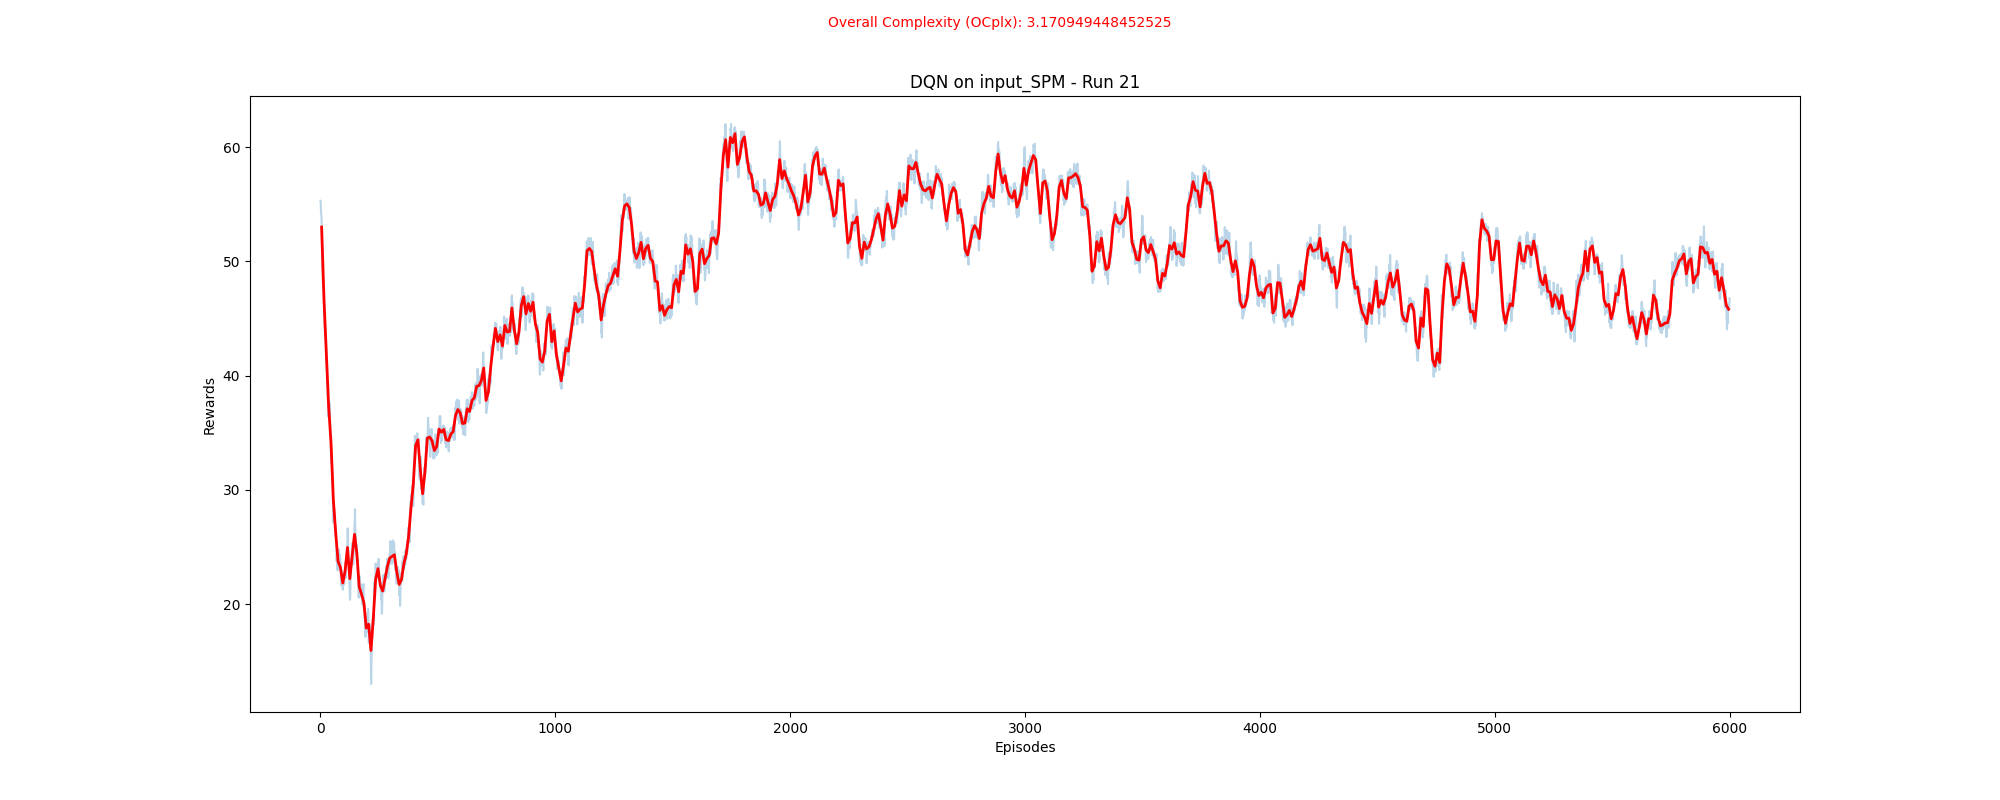 Overall Complexity (OCplx): 3.170949448452525
DQN on input_SPM - Run 21
Rewards
60
50
40
30
20
0 1000 2000 3000 4000 5000 6000
Episodes